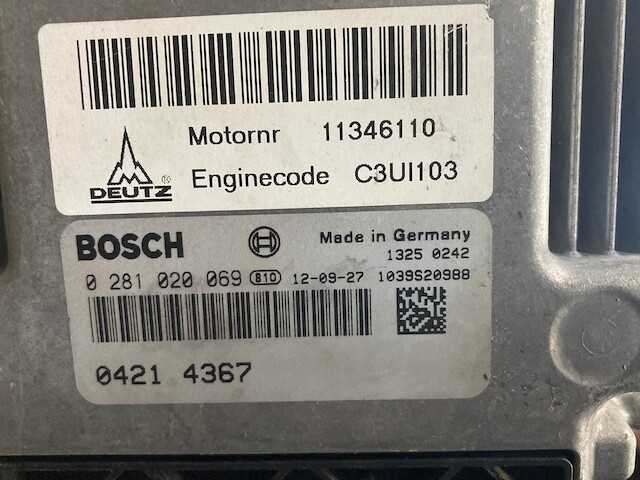 Motornr 11346110
DEUTZ ® Enginecode C3UI103
BOSCH Made in Germany
1325 0242
0 281 020 069 810 12-09-27 1039S20988
0421 4367